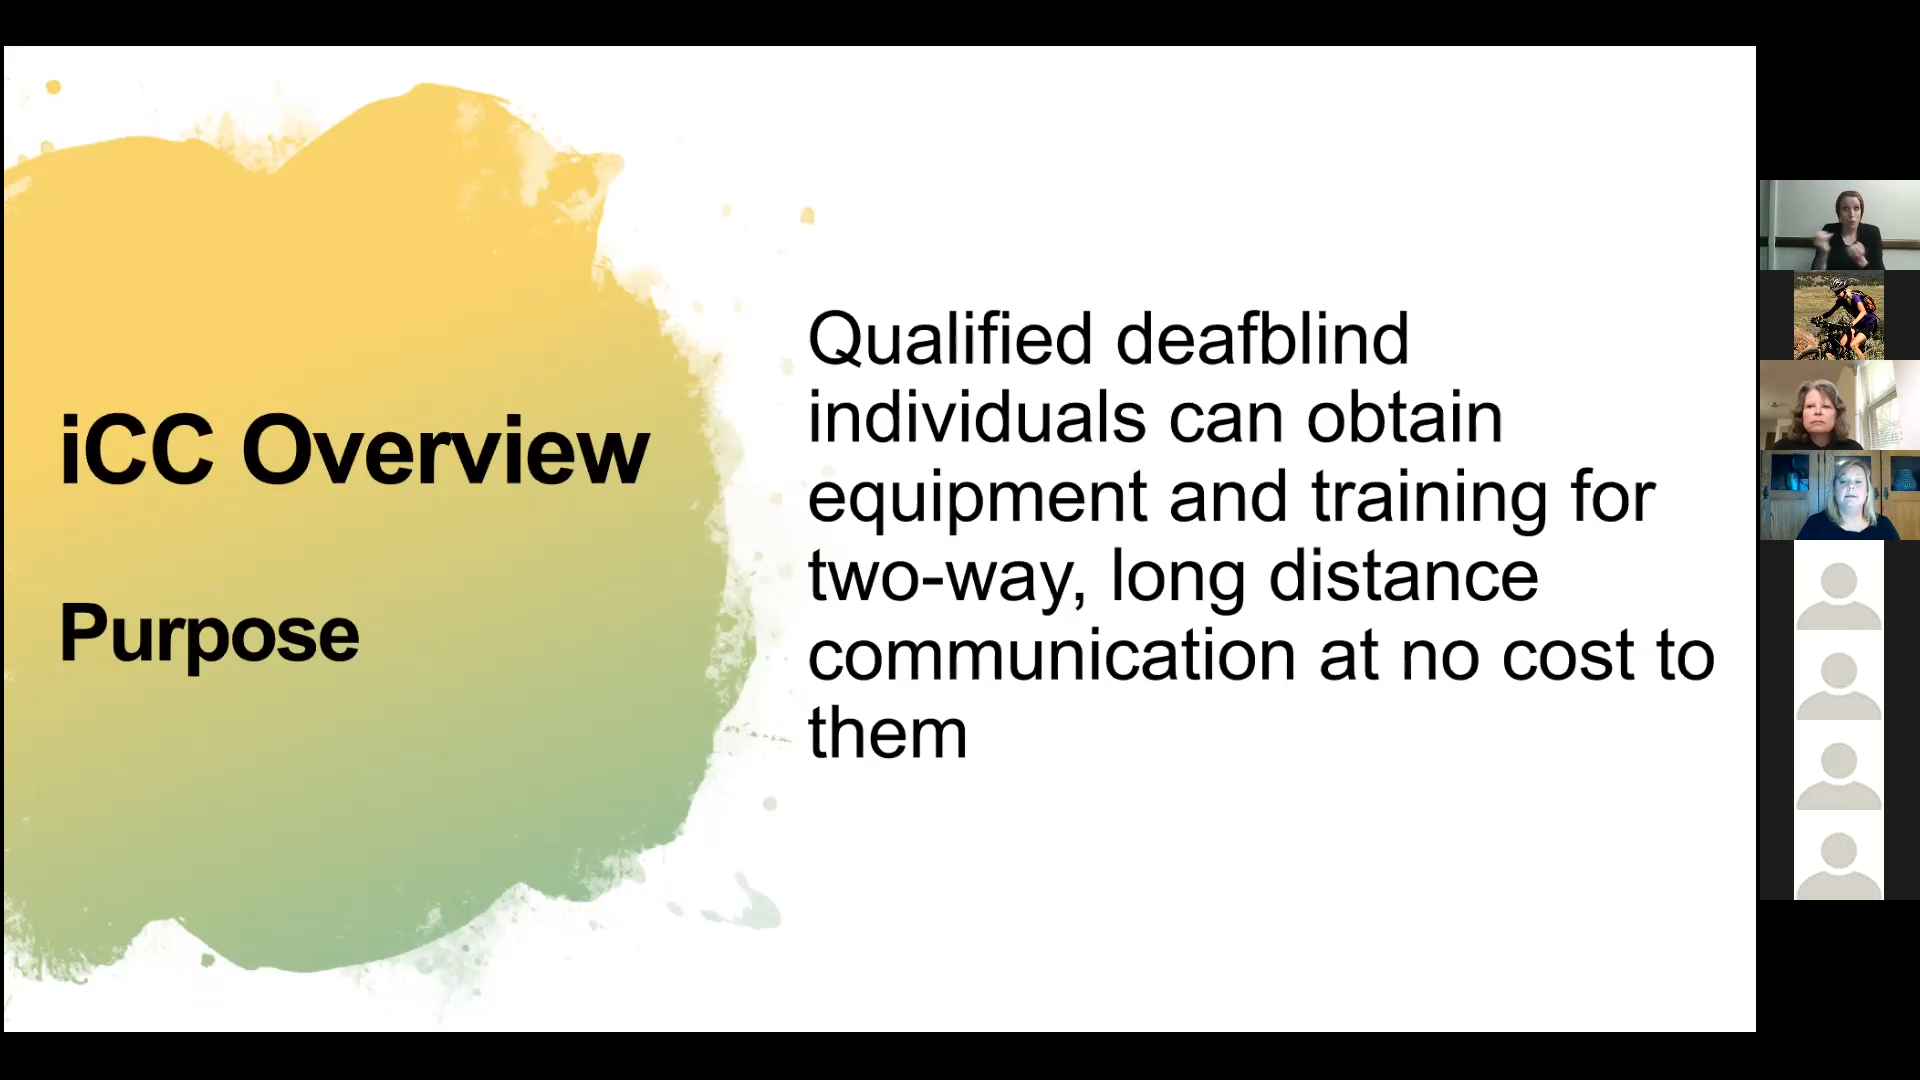 iCC Overview
Purpose
Qualified deafblind
individuals can obtain
equipment and training for
two-way, long distance
communication at no cost to
them